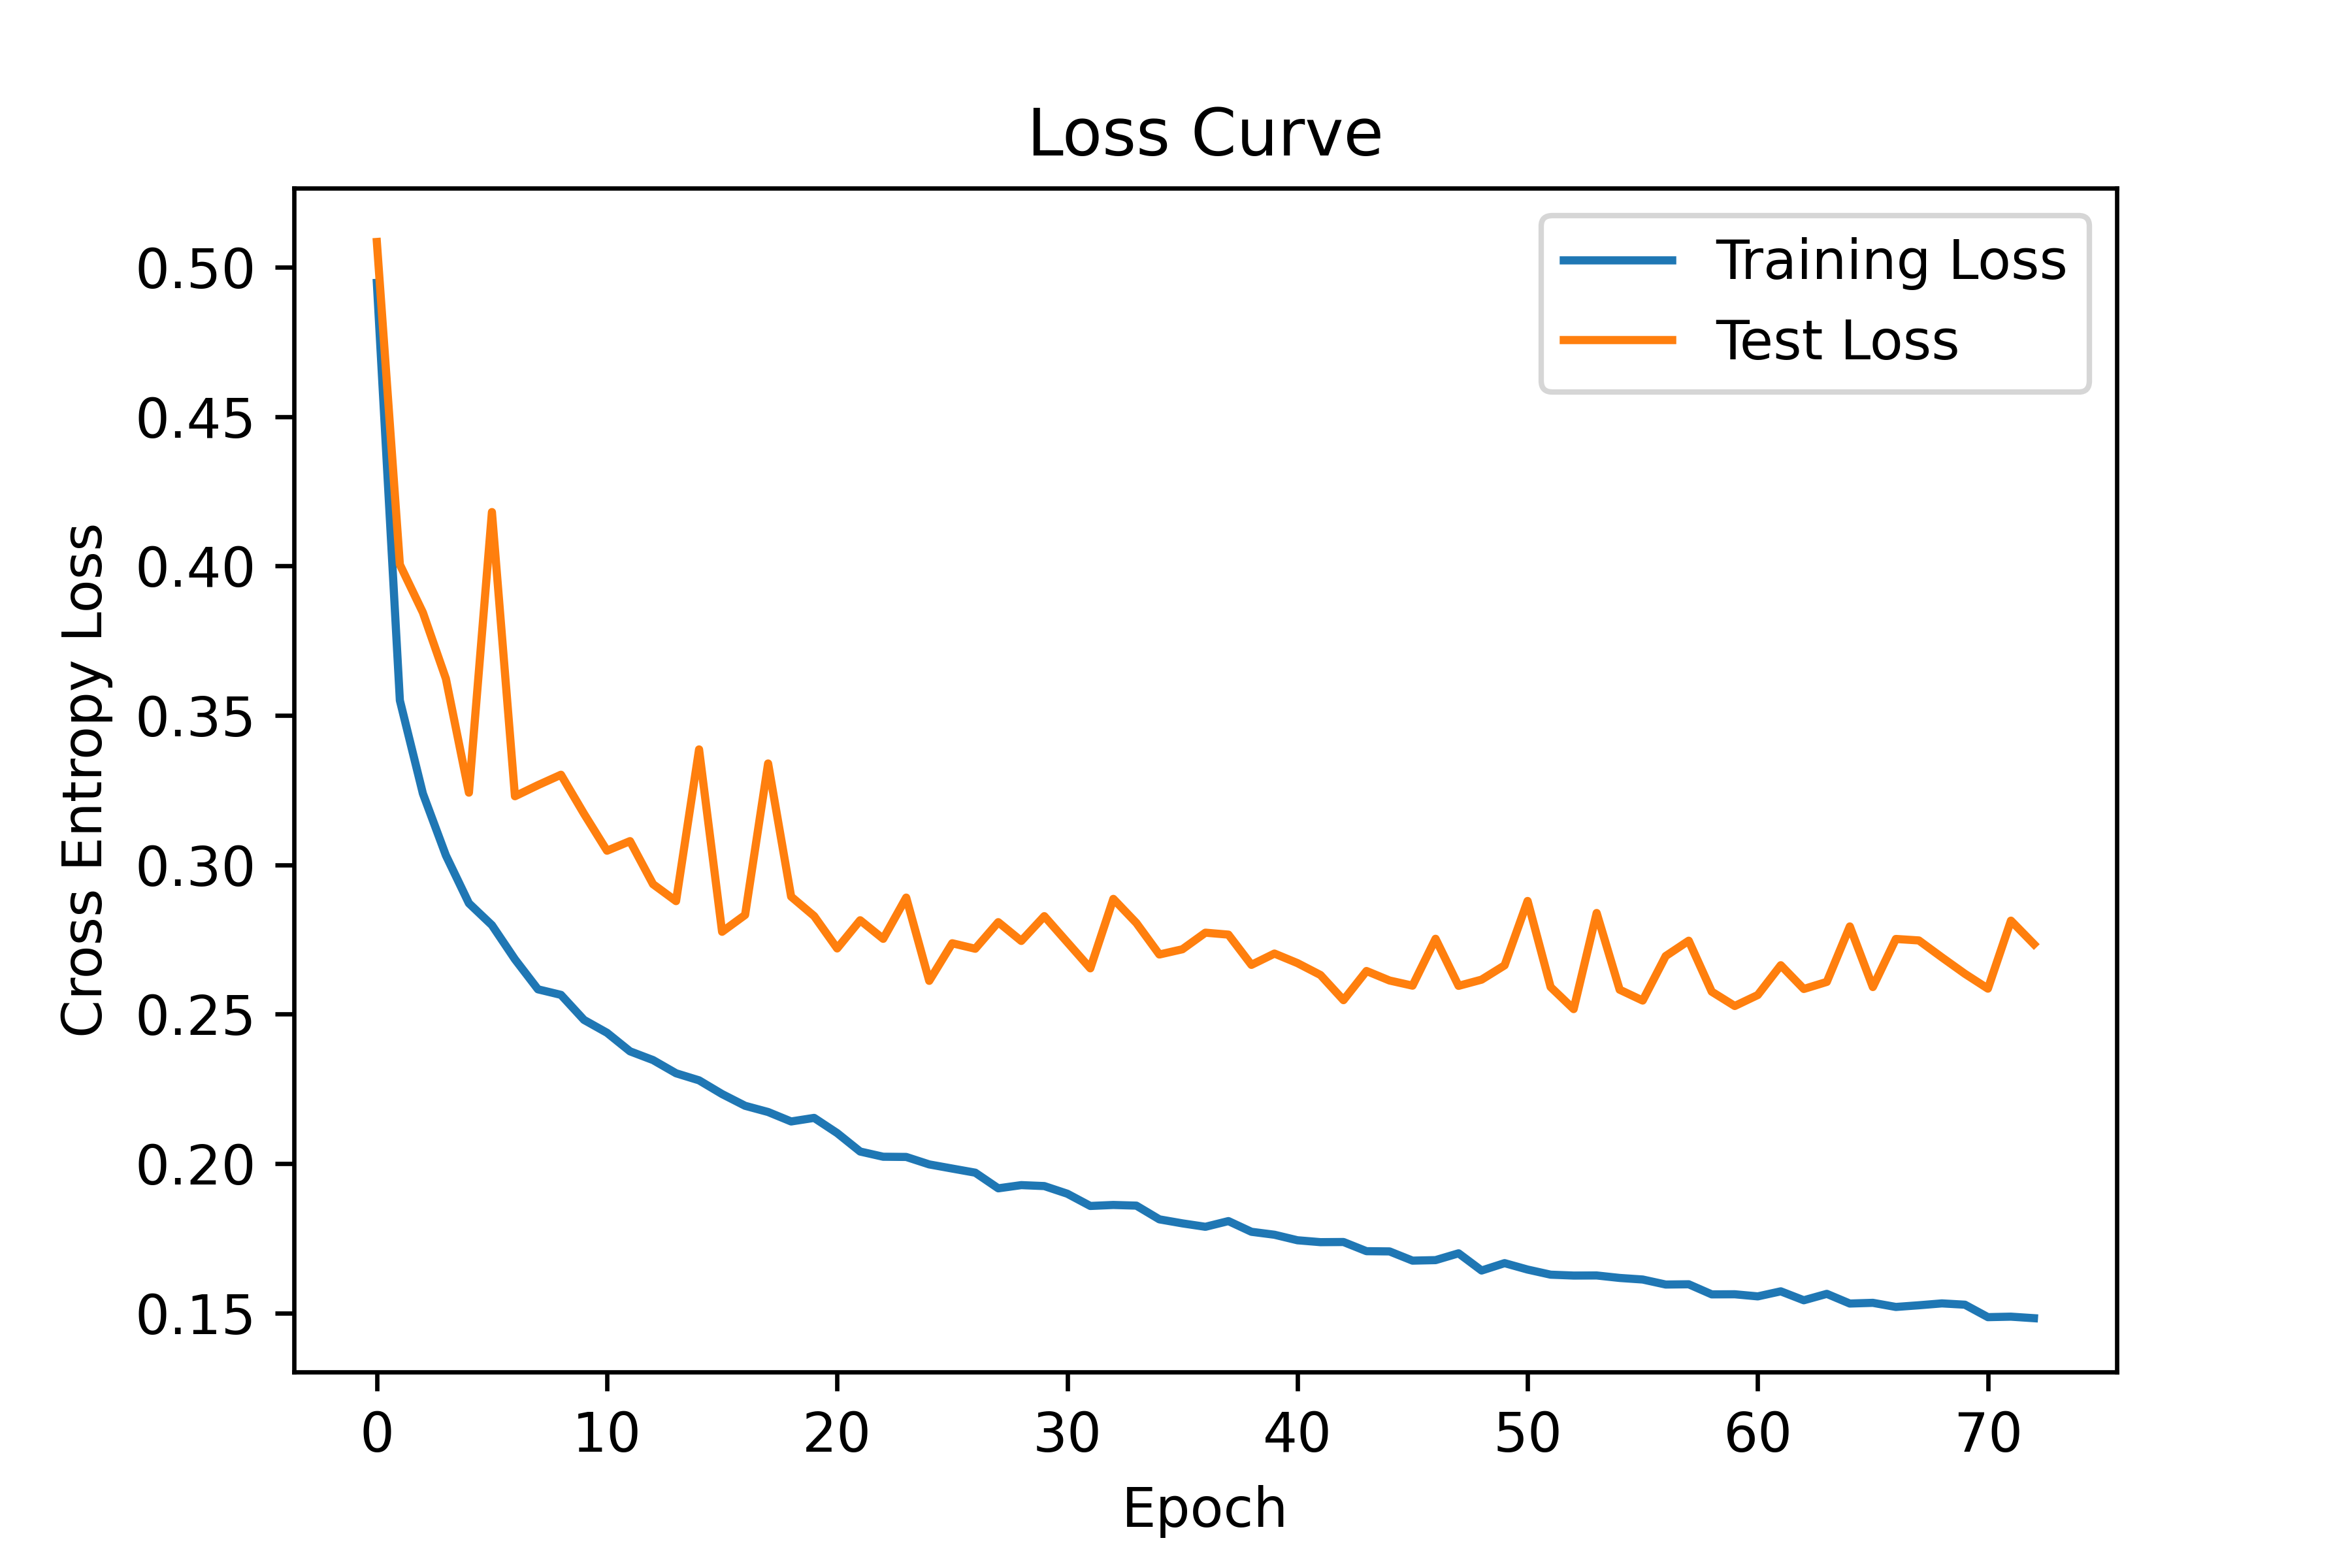 Loss Curve
Training Loss
Test Loss
Cross Entropy Loss
0.50
0.45
0.40
0.35
0.30
0.25
0.20
0.15
0 10 20 30 40 50 60 70
Epoch